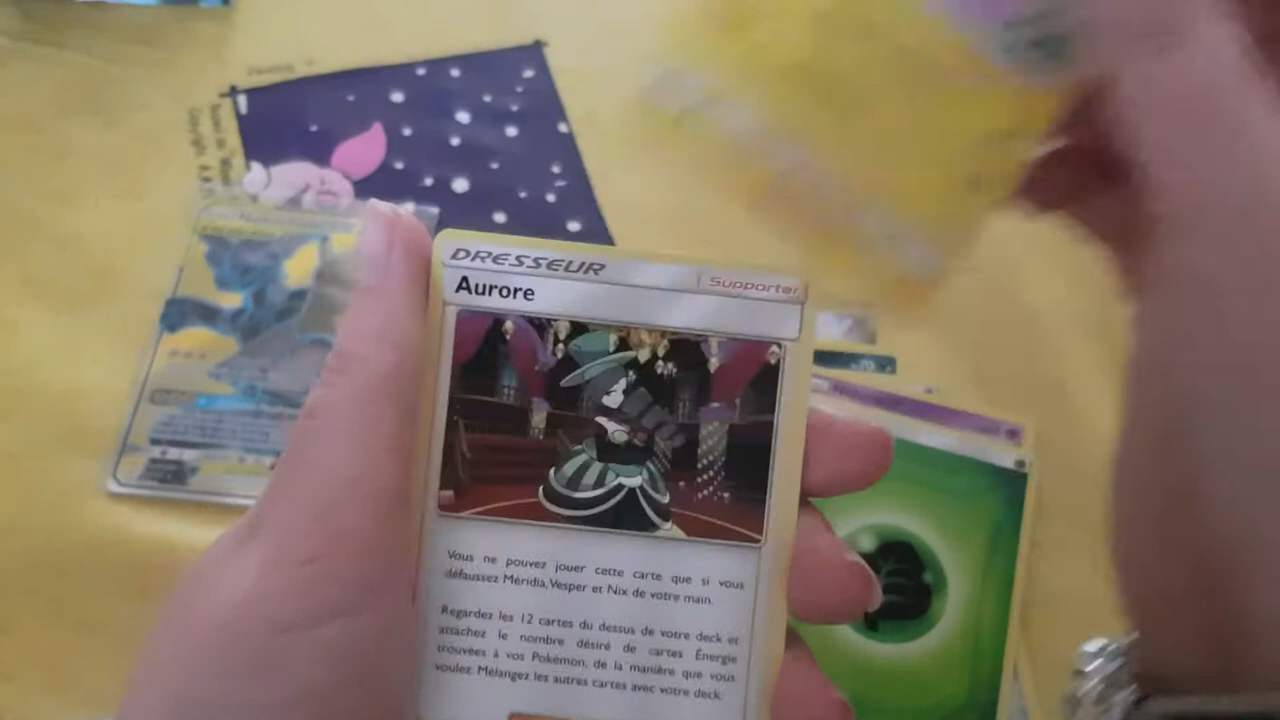 DRESSEUR
Supporter
Aurore
Vous ne pouvez jouer cette carte que si vous
défaussez Méridia, Vesper et Nix de votre main.
Regardez les 12 cartes du dessus de votre deck et
attachez le nombre désiré de cartes Énergie
trouvées à vos Pokémon, de la manière que vous
voulez. Mélangez les autres cartes avec votre deck.